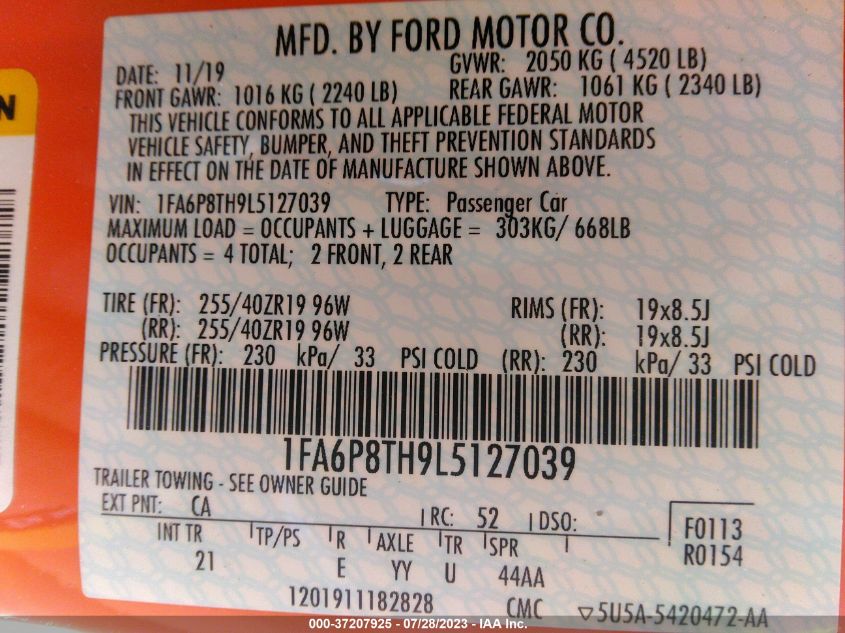 MFD. BY FORD MOTOR CO.
DATE: 11/19 GVWR: 2050 KG ( 4520 LB)
FRONT GAWR: 1016 KG ( 2240 LB) REAR GAWR: 1061 KG ( 2340 LB)
THIS VEHICLE CONFORMS TO ALL APPLICABLE FEDERAL MOTOR
VEHICLE SAFETY, BUMPER, AND THEFT PREVENTION STANDARDS
IN EFFECT ON THE DATE OF MANUFACTURE SHOWN ABOVE.
VIN: 1FA6P8TH9L5127039 TYPE: Passenger Car
MAXIMUM LOAD = OCCUPANTS + LUGGAGE = 303KG/ 668LB
OCCUPANTS = 4 TOTAL; 2 FRONT, 2 REAR
TIRE (FR): 255/40ZR19 96W RIMS (FR): 19x8.5J
(RR): 255/40ZR19 96W (RR): 19x8.5J
PRESSURE (FR): 230 kPa/ 33 PSI COLD (RR): 230 kPa/ 33 PSI COLD
1FA6P8TH9L5127039
TRAILER TOWING - SEE OWNER GUIDE
EXT PNT: CA RC: 52 DSO: F0113
INT TR TP/PS R AXLE TR SPR R0154
21 E YY U 44AA
1201911182828 CMC ▽5U5A-5420472-AA
N
000-37207925 - 07/28/2023 - IAA Inc.